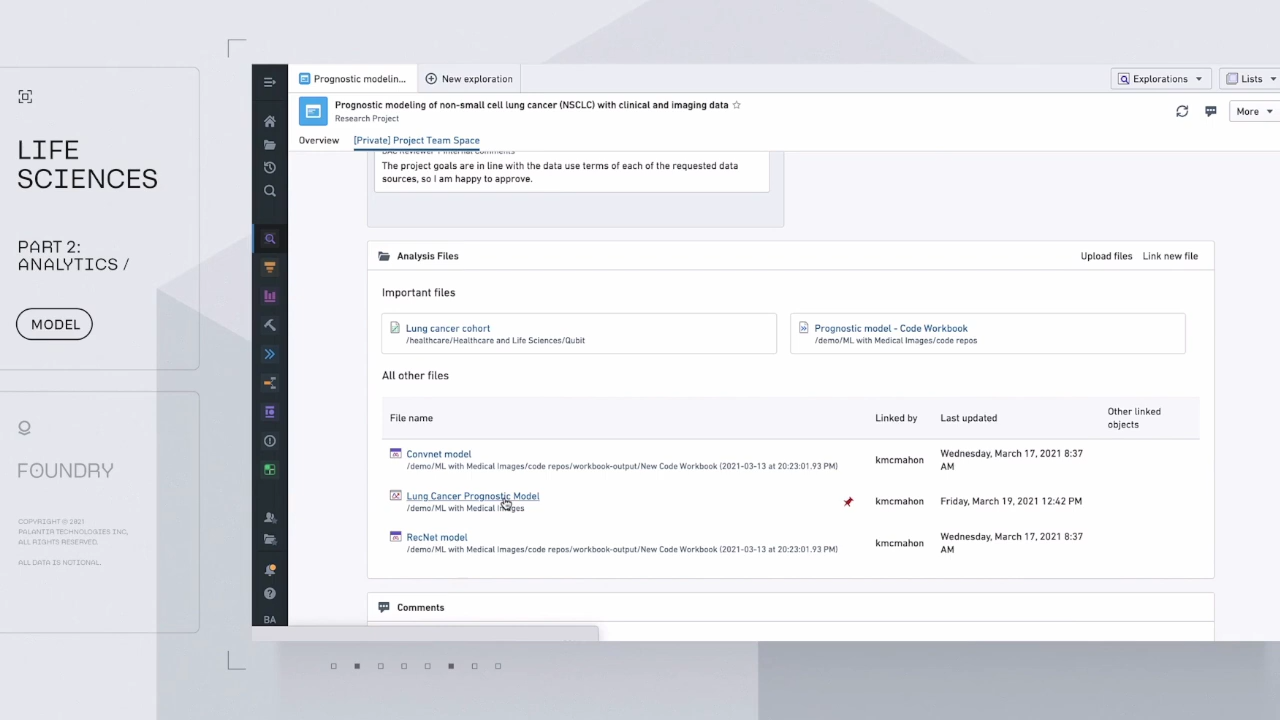 LIFE
SCIENCES
PART 2:
ANALYTICS /
MODEL
FOUNDRY
COPYRIGHT © 2021
PALANTIR TECHNOLOGIES INC,
ALL RIGHTS RESERVED.
ALL DATA IS NOTIONAL.
Prognostic modelin...
New exploration
Explorations
Lists
Prognostic modeling of non-small cell lung cancer (NSCLC) with clinical and imaging data
Research Project
More
Overview
[Private] Project Team Space
The project goals are in line with the data use terms of each of the requested data
sources, so I am happy to approve.
Analysis Files
Upload files
Link new file
Important files
Lung cancer cohort
/healthcare/Healthcare and Life Sciences/Qubit
Prognostic model - Code Workbook
/demo/ML with Medical Images/code repos
All other files
File name
Linked by
Last updated
Other linked
objects
Convnet model
/demo/ML with Medical Images/code repos/workbook-output/New Code Workbook (2021-03-13 at 20:23:01.93 PM)
kmcmahon
Wednesday, March 17, 2021 8:37
AM
Lung Cancer Prognostic Model
/demo/ML with Medical Images
kmcmahon
Friday, March 19, 2021 12:42 PM
RecNet model
/demo/ML with Medical Images/code repos/workbook-output/New Code Workbook (2021-03-13 at 20:23:01.93 PM)
kmcmahon
Wednesday, March 17, 2021 8:37
AM
Comments
BA